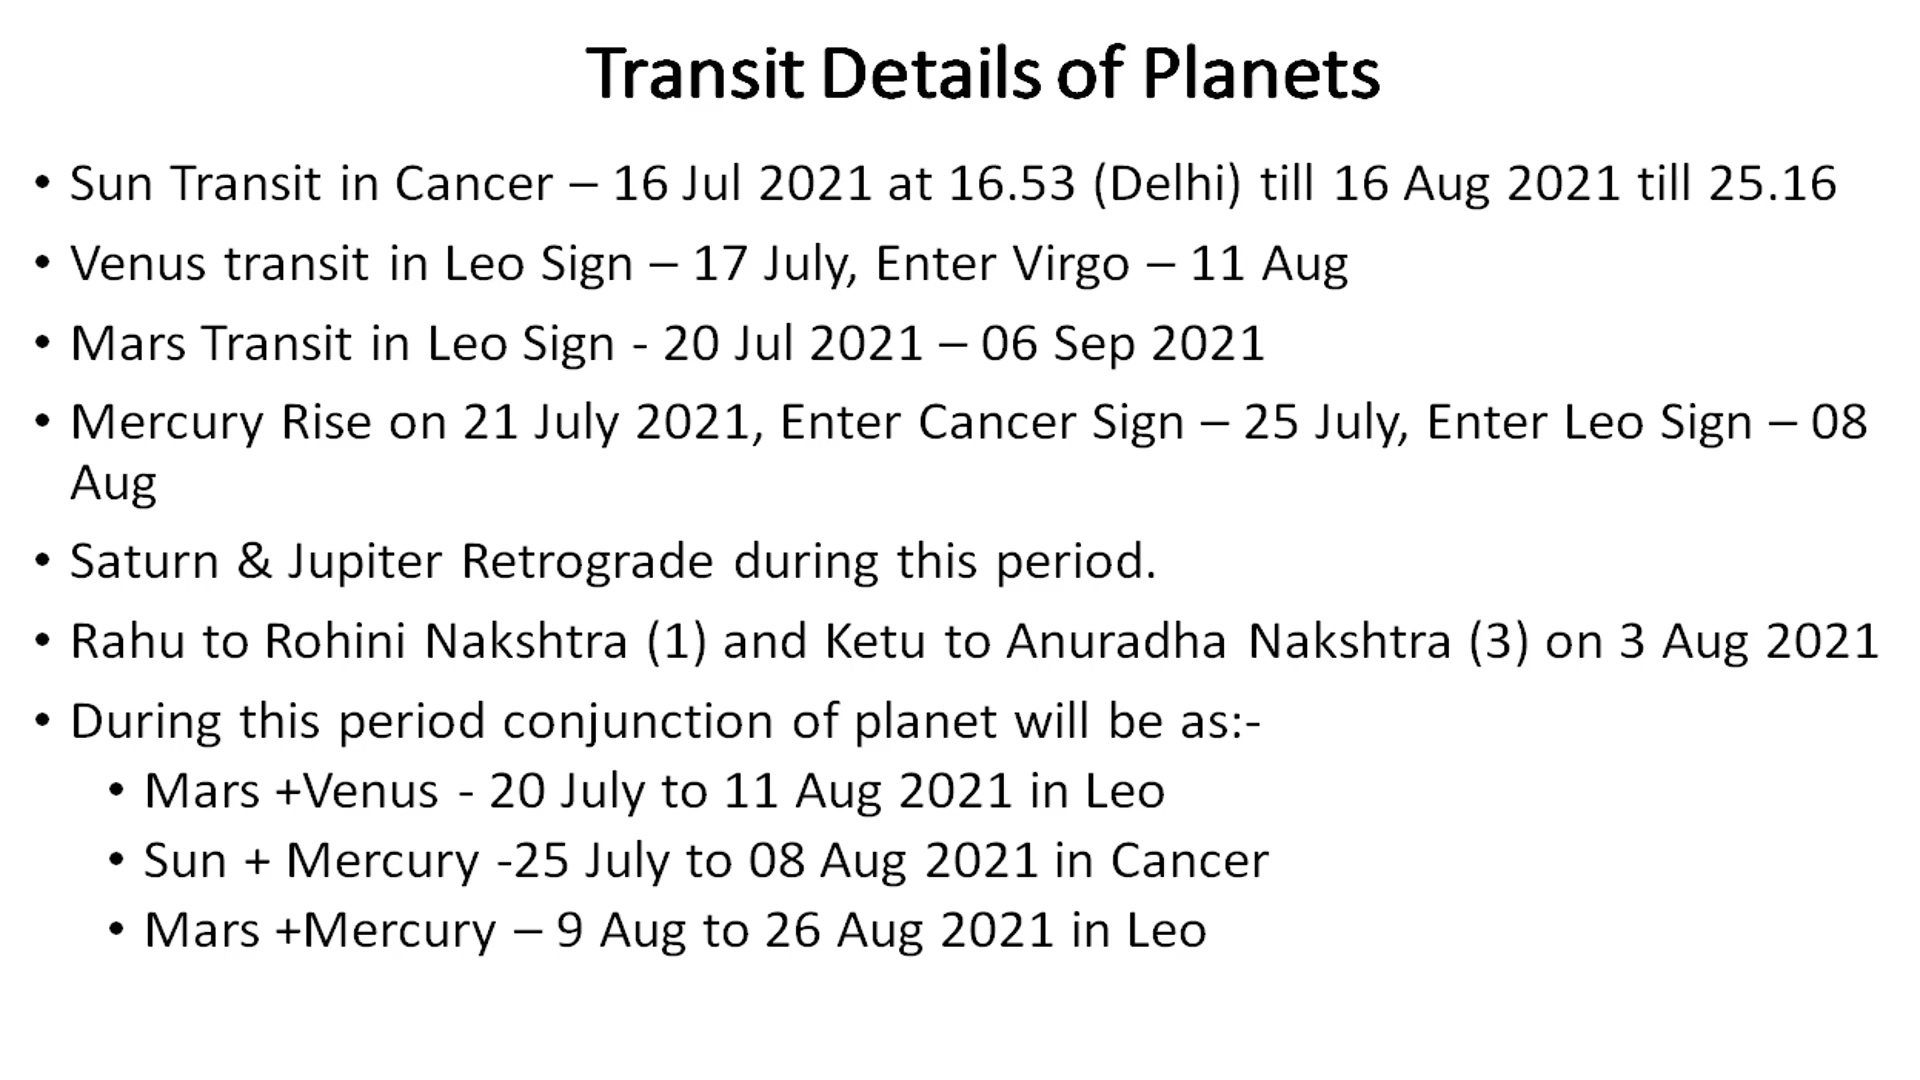 Transit Details of Planets
• Sun Transit in Cancer – 16 Jul 2021 at 16.53 (Delhi) till 16 Aug 2021 till 25.16
• Venus transit in Leo Sign – 17 July, Enter Virgo – 11 Aug
• Mars Transit in Leo Sign - 20 Jul 2021 – 06 Sep 2021
• Mercury Rise on 21 July 2021, Enter Cancer Sign – 25 July, Enter Leo Sign – 08
Aug
• Saturn & Jupiter Retrograde during this period.
• Rahu to Rohini Nakshtra (1) and Ketu to Anuradha Nakshtra (3) on 3 Aug 2021
• During this period conjunction of planet will be as:-
• Mars +Venus - 20 July to 11 Aug 2021 in Leo
• Sun + Mercury -25 July to 08 Aug 2021 in Cancer
• Mars +Mercury – 9 Aug to 26 Aug 2021 in Leo